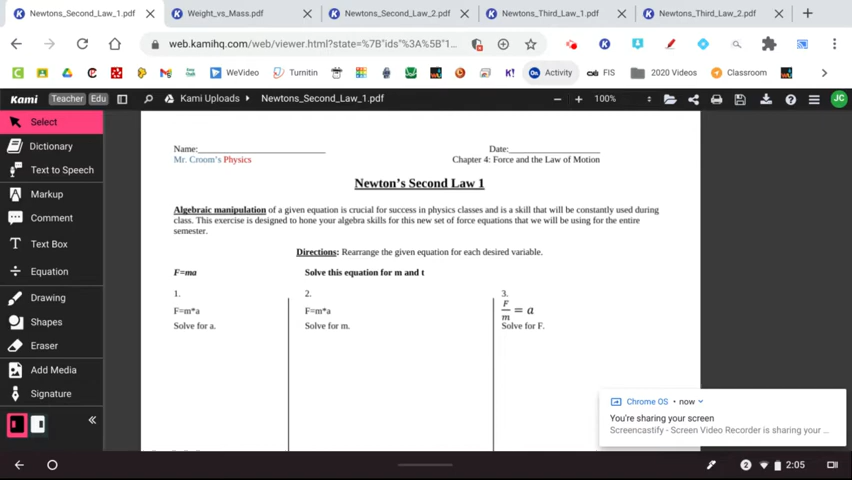 Newtons_Second_Law_1.pdf
Weight_vs_Mass.pdf
Newtons_Second_Law_2.pdf
Newtons_Third_Law_1.pdf
Newtons_Third_Law_2.pdf
web.kamihq.com/web/viewer.html?state=%7B"ids"%3A%5B"1...
WeVideo
Turnitin
Activity
FIS
2020 Videos
Classroom
Kami Teacher Edu
Kami Uploads
Newtons_Second_Law_1.pdf
100%
JC
Select
Dictionary
Text to Speech
Markup
Comment
Text Box
Equation
Drawing
Shapes
Eraser
Add Media
Signature
Name:
Date:
Mr. Croom's Physics
Chapter 4: Force and the Law of Motion
Newton's Second Law 1
Algebraic manipulation of a given equation is crucial for success in physics classes and is a skill that will be constantly used during
class. This exercise is designed to hone your algebra skills for this new set of force equations that we will be using for the entire
semester.
Directions: Rearrange the given equation for each desired variable.
F=ma
Solve this equation for m and t
1.
F=m*a
Solve for a.
2.
F=m*a
Solve for m.
3.
F/m = a
Solve for F.
Chrome OS • now
You're sharing your screen
Screencastify - Screen Video Recorder is sharing your ...
2
2:05